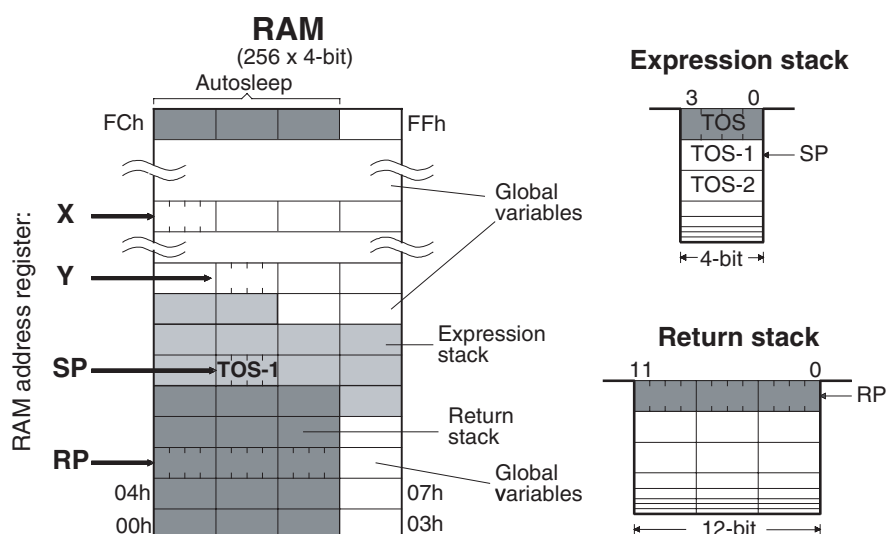 RAM
(256 x 4-bit)
Autosleep
FCh
FFh
RAM address register:
X
Y
SP
RP
TOS-1
04h
00h
07h
03h
Global
variables
Expression
stack
Return
stack
Global
variables
Expression stack
3 0
TOS
TOS-1
TOS-2
SP
4-bit
Return stack
11 0
RP
12-bit